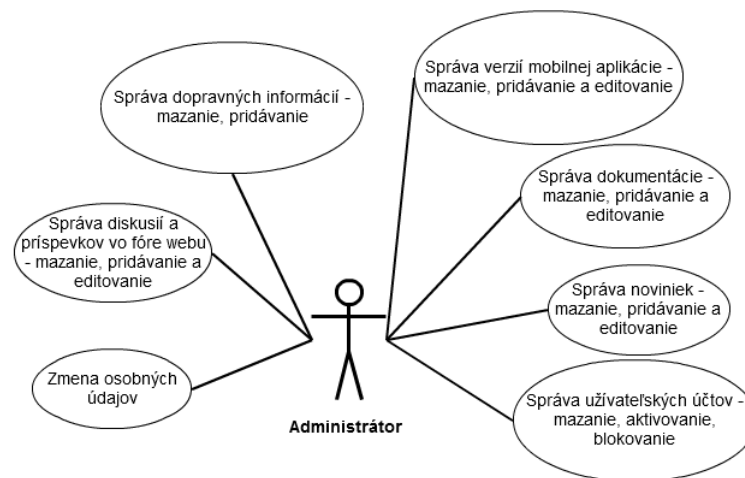 Správa dopravných informácií -
mazanie, pridávanie
Správa verzií mobilnej aplikácie -
mazanie, pridávanie a editovanie
Správa dokumentácie -
mazanie, pridávanie a
editovanie
Správa diskusií a
príspevkov vo fóre webu
- mazanie, pridávanie a
editovanie
Správa noviniek -
mazanie, pridávanie a
editovanie
Zmena osobných
údajov
Správa užívateľských účtov -
mazanie, aktivovanie,
blokovanie
Administrátor